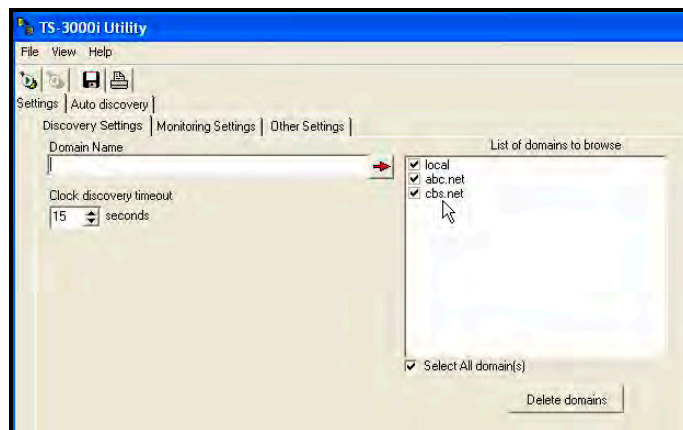 TS-3000i Utility
File View Help
Settings Auto discovery
Discovery Settings Monitoring Settings Other Settings
Domain Name
List of domains to browse
local
abc.net
cbs.net
Clock discovery timeout
15 seconds
Select All domain(s)
Delete domains